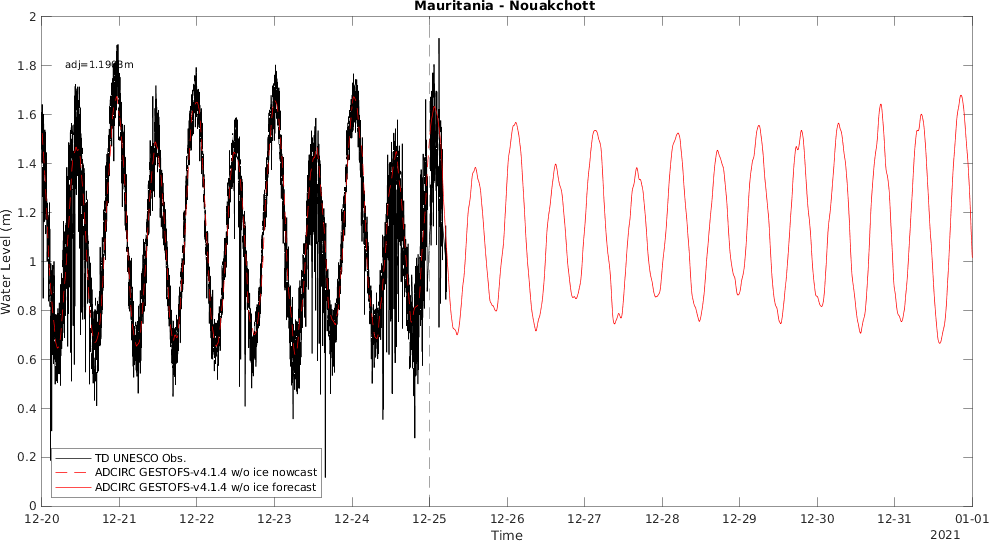 Mauritania - Nouakchott
2
1.8
1.6
1.4
1.2
1
0.8
0.6
0.4
0.2
0
Water Level (m)
TD UNESCO Obs.
ADCIRC GESTOFS-v4.1.4 w/o ice nowcast
ADCIRC GESTOFS-v4.1.4 w/o ice forecast
12-20 12-21 12-22 12-23 12-24 12-25 12-26 12-27 12-28 12-29 12-30 12-31 01-01
Time
2021